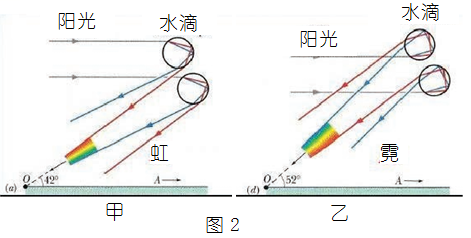 阳光 水滴
虹
(a) O 42° A
甲
阳光 水滴
霓
(d) O 52° A
乙
图2